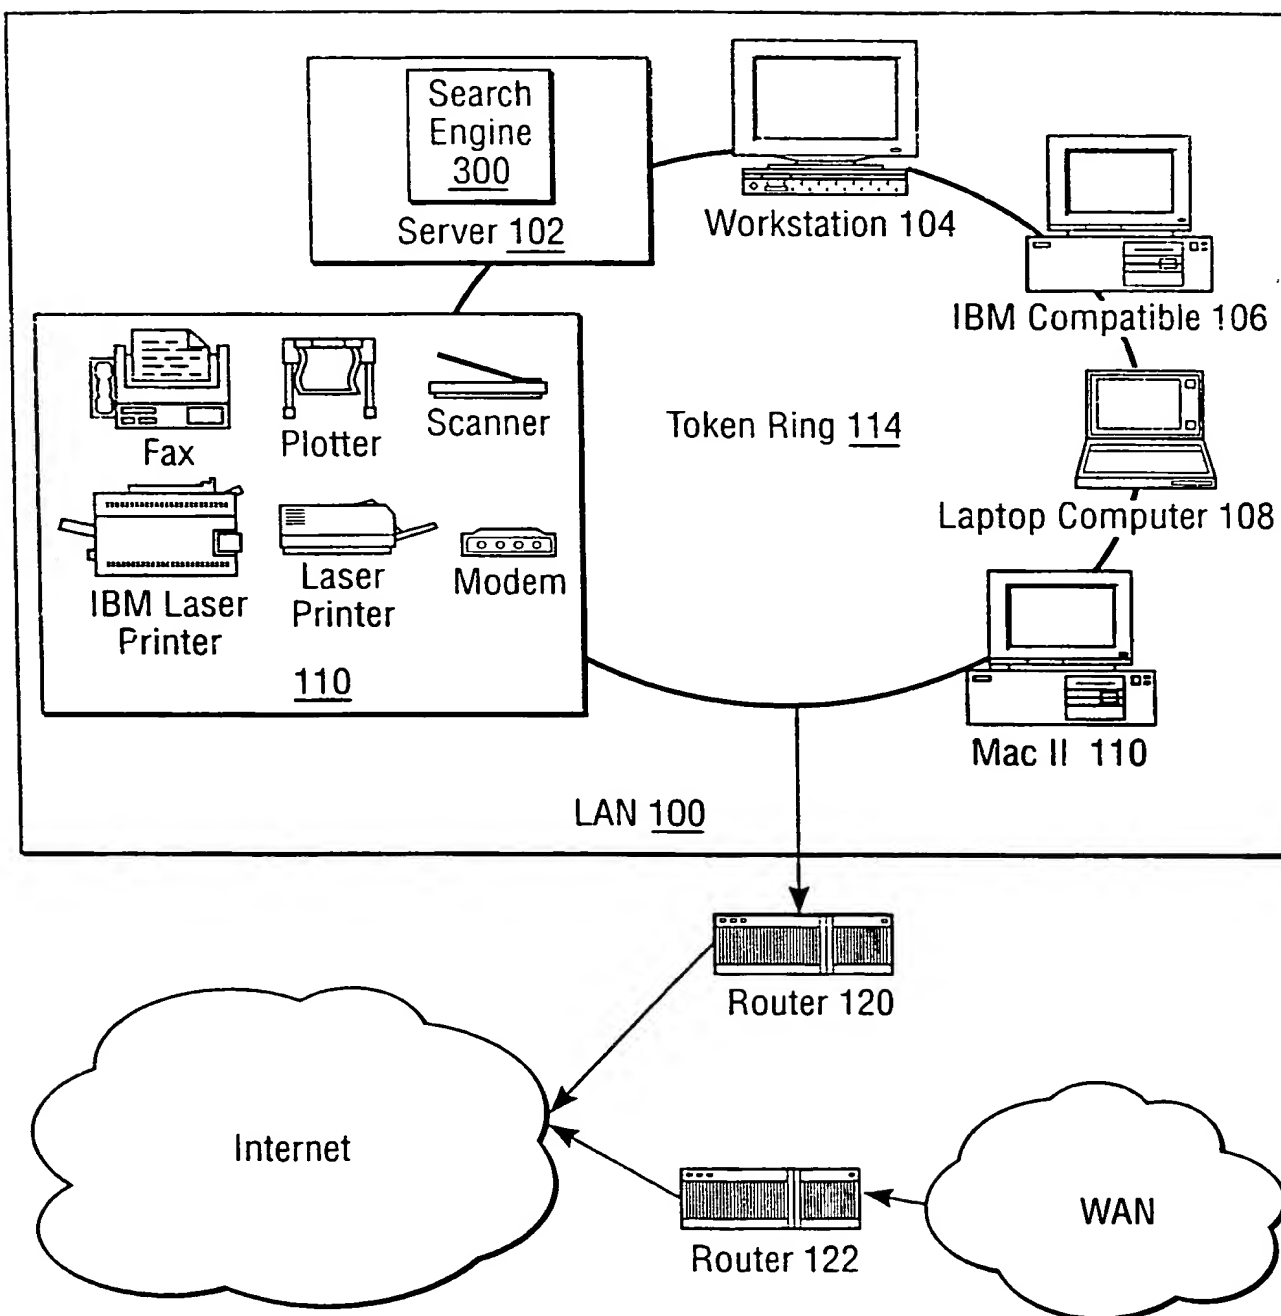 Search
Engine
300
Server 102
Workstation 104
IBM Compatible 106
Fax
Plotter
Scanner
Token Ring 114
Laptop Computer 108
IBM Laser
Printer
Laser
Printer
Modem
110
Mac II 110
LAN 100
Router 120
Internet
WAN
Router 122